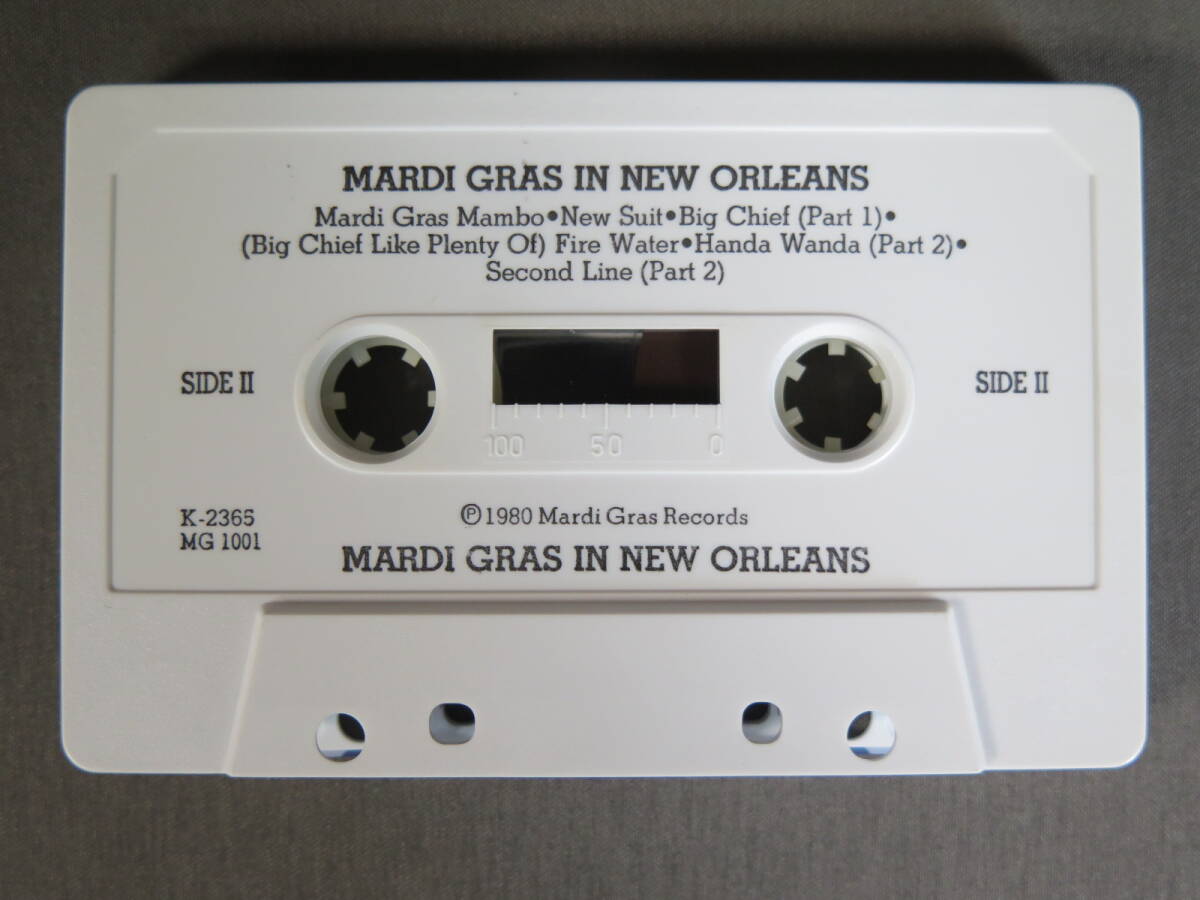 MARDI GRAS IN NEW ORLEANS
Mardi Gras Mambo•New Suit•Big Chief (Part 1)•
(Big Chief Like Plenty Of) Fire Water•Handa Wanda (Part 2)•
Second Line (Part 2)
SIDE II SIDE II
100 50 0
K-2365
MG 1001
℗1980 Mardi Gras Records
MARDI GRAS IN NEW ORLEANS